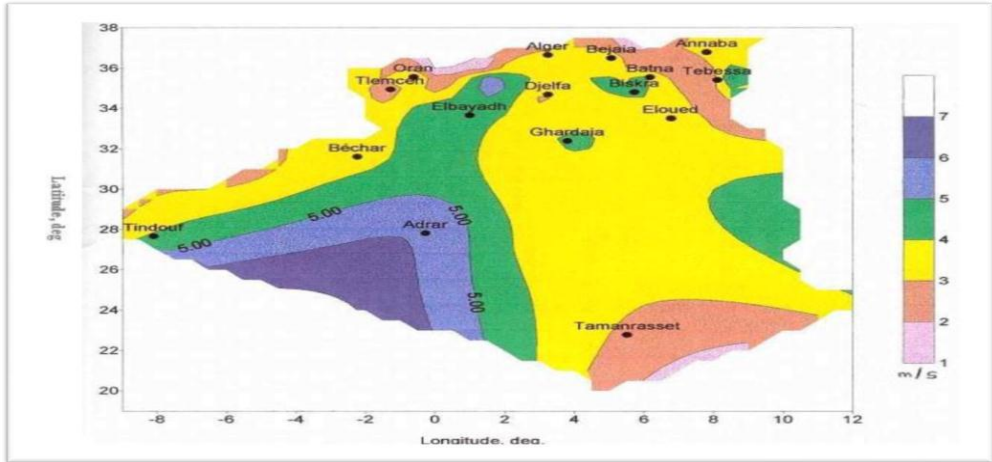 38
36
34
32
30
28
26
24
22
20
Latitude, deg
Alger
Bejaia
Annaba
Oran
Batna
Tebessa
Tlemcen
Djelfa
Biskra
Elbayadh
Eloued
Ghardaia
Béchar
5.00
5.00
Tindouf
5.00
Adrar
5.00
Tamanrasset
-8
-6
-4
-2
0
2
4
6
8
10
12
Longitude, deg.
7
6
5
4
3
2
1
m/s